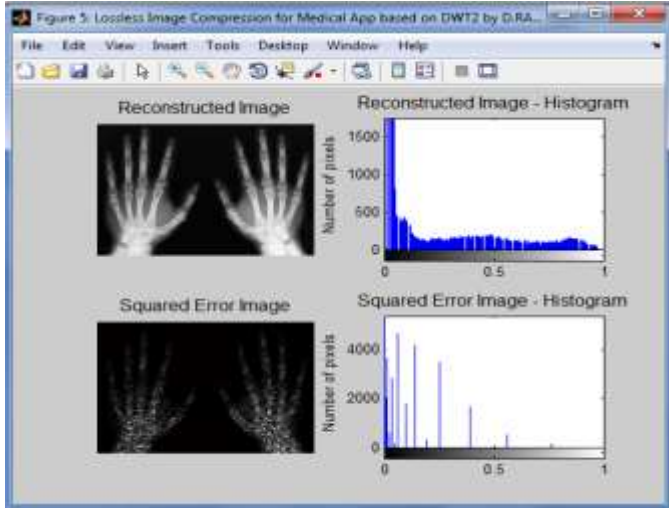 Figure 5: Lossless Image Compression for Medical App based on DWT2 by D.RA...
File Edit View Insert Tools Desktop Window Help
Reconstructed Image
Reconstructed Image - Histogram
Number of pixels
1500
1000
500
0
0 0.5 1
Squared Error Image
Squared Error Image - Histogram
Number of pixels
4000
2000
0
0 0.5 1